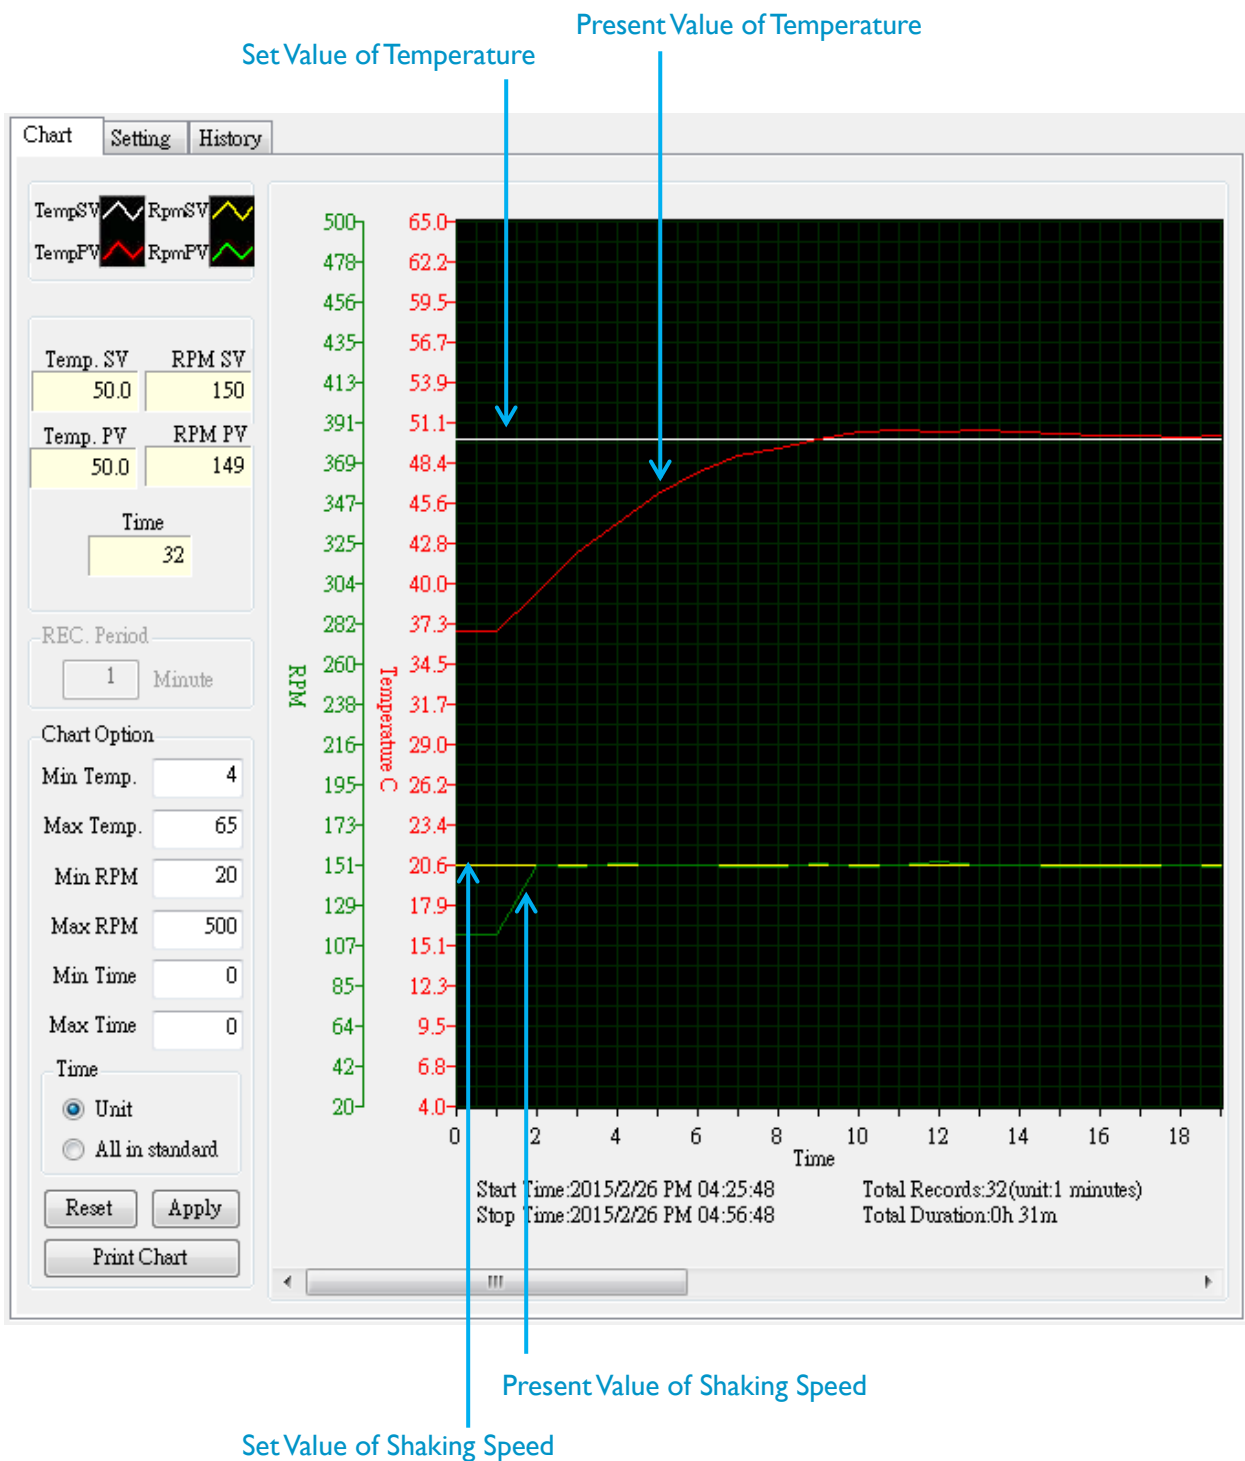 Present Value of Temperature
Set Value of Temperature
Chart
Setting
History
TempSV
RpmSV
TempPV
RpmPV
Temp. SV
RPM SV
50.0
150
Temp. PV
RPM PV
50.0
149
Time
32
REC. Period
1
Minute
Chart Option
Min Temp.
4
Max Temp.
65
Min RPM
20
Max RPM
500
Min Time
0
Max Time
0
Time
Unit
All in standard
Reset
Apply
Print Chart
RPM
500
478
456
435
413
391
369
347
325
304
282
260
238
216
195
173
151
129
107
85
64
42
20
Temperature C
65.0
62.2
59.5
56.7
53.9
51.1
48.4
45.6
42.8
40.0
37.3
34.5
31.7
29.0
26.2
23.4
20.6
17.9
15.1
12.3
9.5
6.8
4.0
0 2 4 6 8 10 12 14 16 18
Time
Start Time:2015/2/26 PM 04:25:48
Total Records:32(unit:1 minutes)
Stop Time:2015/2/26 PM 04:56:48
Total Duration:0h 31m
Present Value of Shaking Speed
Set Value of Shaking Speed